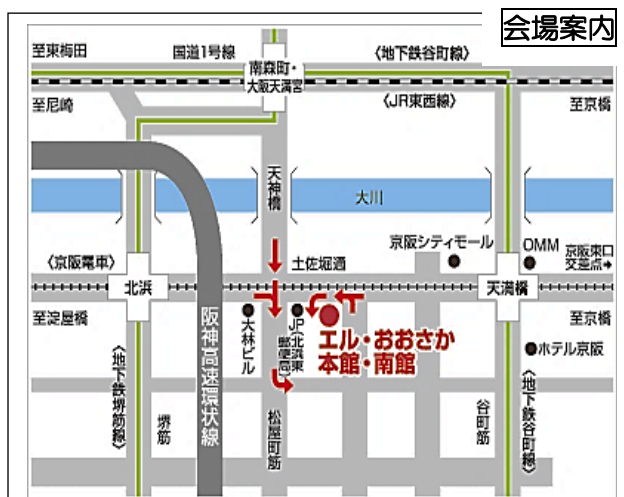 会場案内
至東梅田
国道1号線
〈地下鉄谷町線〉
南森町・
大阪天満宮
至尼崎
〈JR東西線〉
至京橋
天神橋
大川
京阪シティモール
OMM
京阪東口
交差点→
〈京阪電車〉
土佐堀通
北浜
天満橋
至淀屋橋
至京橋
大林ビル
JP(北浜東
郵便局)
エル・おおさか
本館・南館
ホテル京阪
阪神高速環状線
〈地下鉄堺筋線〉
堺筋
松屋町筋
谷町筋
〈地下鉄谷町線〉